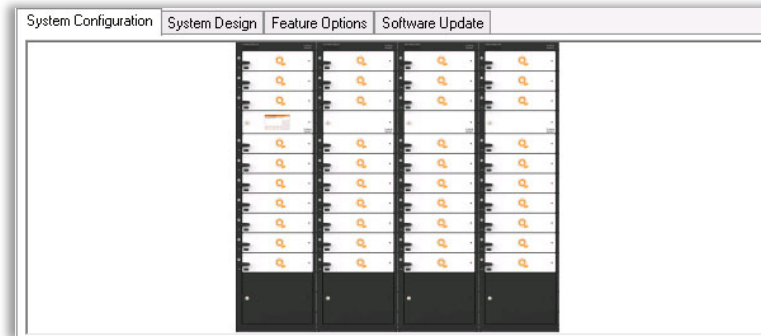 System Configuration
System Design
Feature Options
Software Update